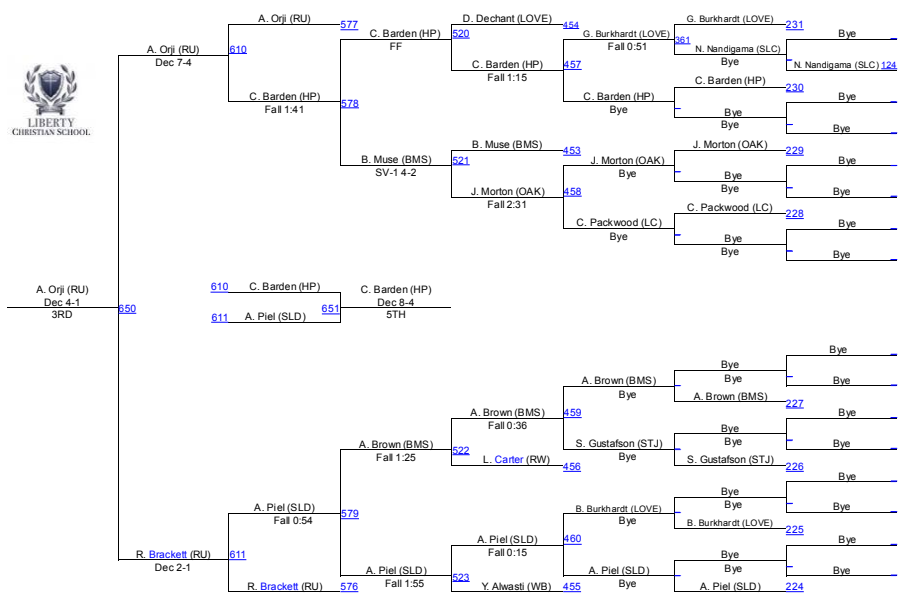 A. Orji (RU)
577
D. Dechant (LOVE)
454
G. Burkhardt (LOVE)
231
Bye
C. Barden (HP)
520
FF
G. Burkhardt (LOVE)
361
Fall 0:51
N. Nandigama (SLC)
Bye
A. Orji (RU)
610
Dec 7-4
C. Barden (HP)
457
Fall 1:15
N. Nandigama (SLC)
124
C. Barden (HP)
230
Bye
C. Barden (HP)
578
Fall 1:41
C. Barden (HP)
Bye
Bye
Bye
Bye
LIBERTY
CHRISTIAN SCHOOL
B. Muse (BMS)
521
SV-1 4-2
B. Muse (BMS)
453
J. Morton (OAK)
229
Bye
J. Morton (OAK)
Bye
Bye
Bye
Bye
J. Morton (OAK)
458
Fall 2:31
C. Packwood (LC)
228
Bye
C. Packwood (LC)
Bye
Bye
Bye
Bye
A. Orji (RU)
Dec 4-1
3RD
650
610
C. Barden (HP)
611
A. Piel (SLD)
651
C. Barden (HP)
Dec 8-4
5TH
Bye
Bye
Bye
Bye
A. Brown (BMS)
Bye
A. Brown (BMS)
227
A. Brown (BMS)
459
Fall 0:36
Bye
Bye
Bye
Bye
A. Brown (BMS)
522
Fall 1:25
S. Gustafson (STJ)
Bye
L. Carter (RW)
456
S. Gustafson (STJ)
226
Bye
Bye
Bye
Bye
A. Piel (SLD)
579
Fall 0:54
B. Burkhardt (LOVE)
Bye
B. Burkhardt (LOVE)
225
A. Piel (SLD)
460
Fall 0:15
Bye
Bye
Bye
Bye
R. Brackett (RU)
611
Dec 2-1
A. Piel (SLD)
523
Fall 1:55
A. Piel (SLD)
Bye
R. Brackett (RU)
576
Y. Alwasti (WB)
455
A. Piel (SLD)
224